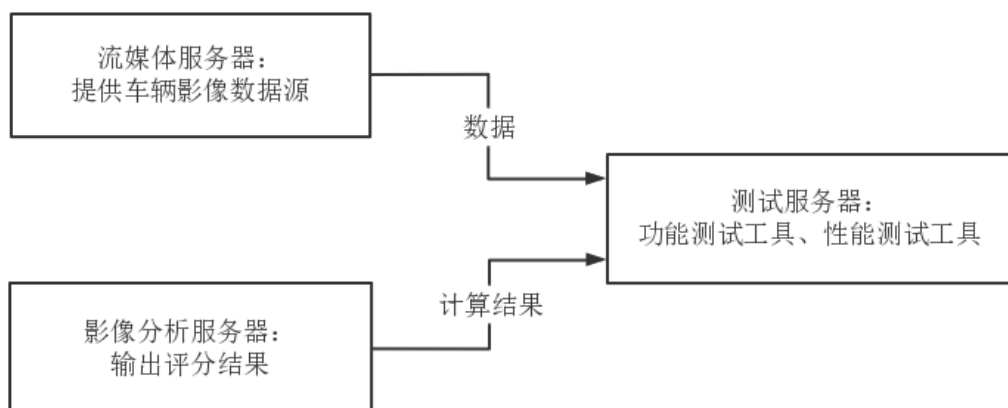 流媒体服务器：
提供车辆影像数据源
数据
测试服务器：
功能测试工具、性能测试工具
计算结果
影像分析服务器：
输出评分结果